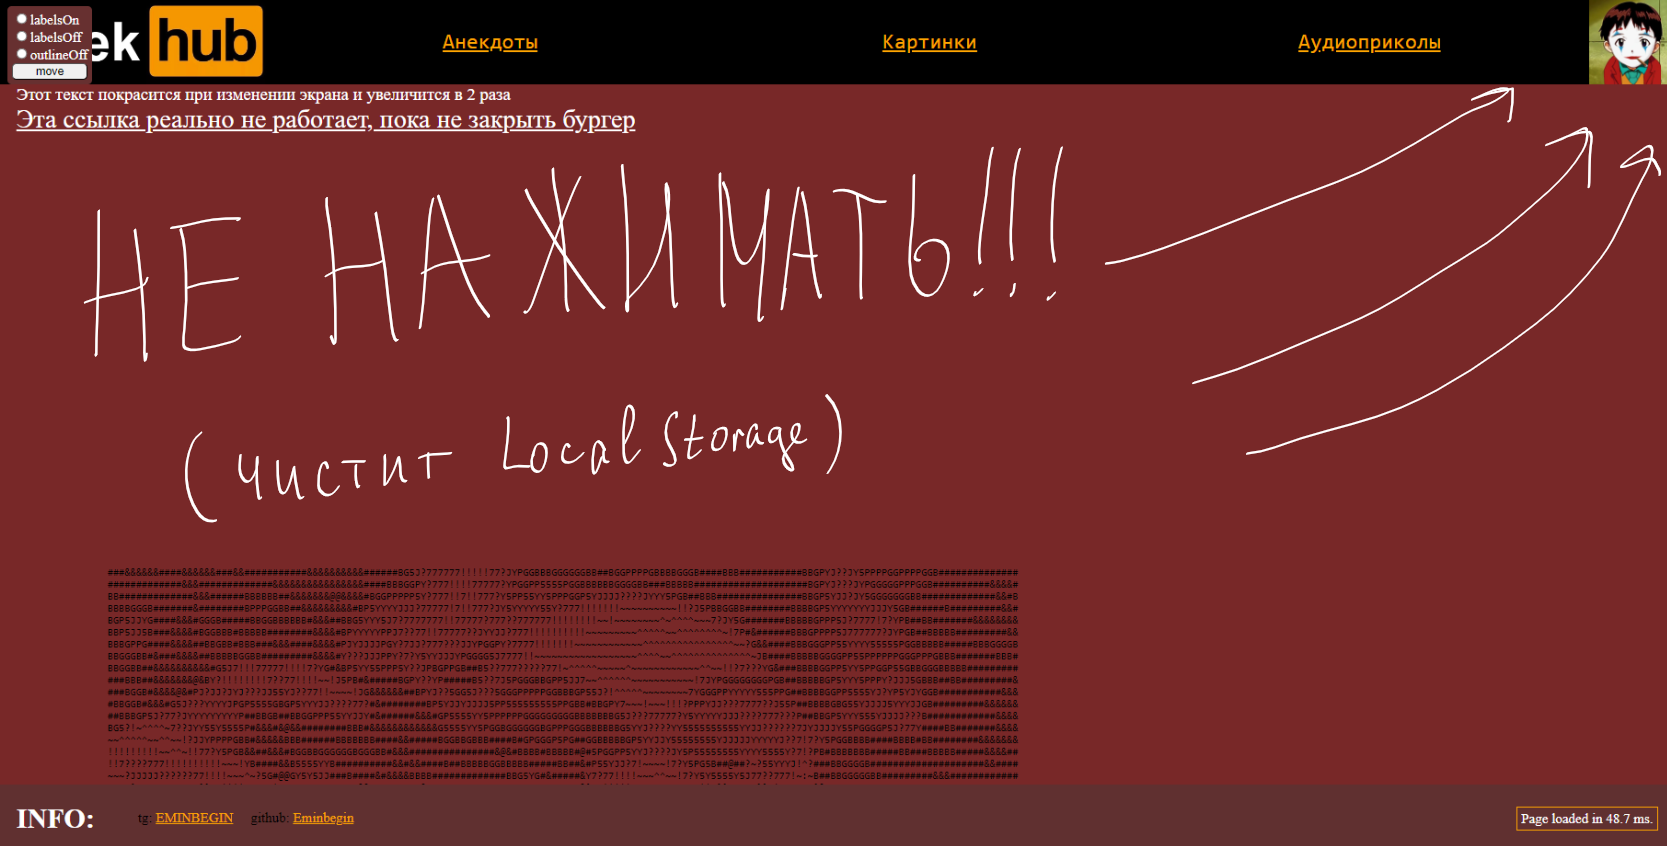 labelsOn
labelsOff
outlineOff
move
ek hub
Анекдоты
Картинки
Аудиоприколы
Этот текст покрасится при изменении экрана и увеличится в 2 раза
Эта ссылка реально не работает, пока не закрыть бургер
НЕ НАЖИМАТЬ!!!
(чистит Local Storage)
INFO:
tg: EMINBEGIN github: Eminbegin
Page loaded in 48.7 ms.